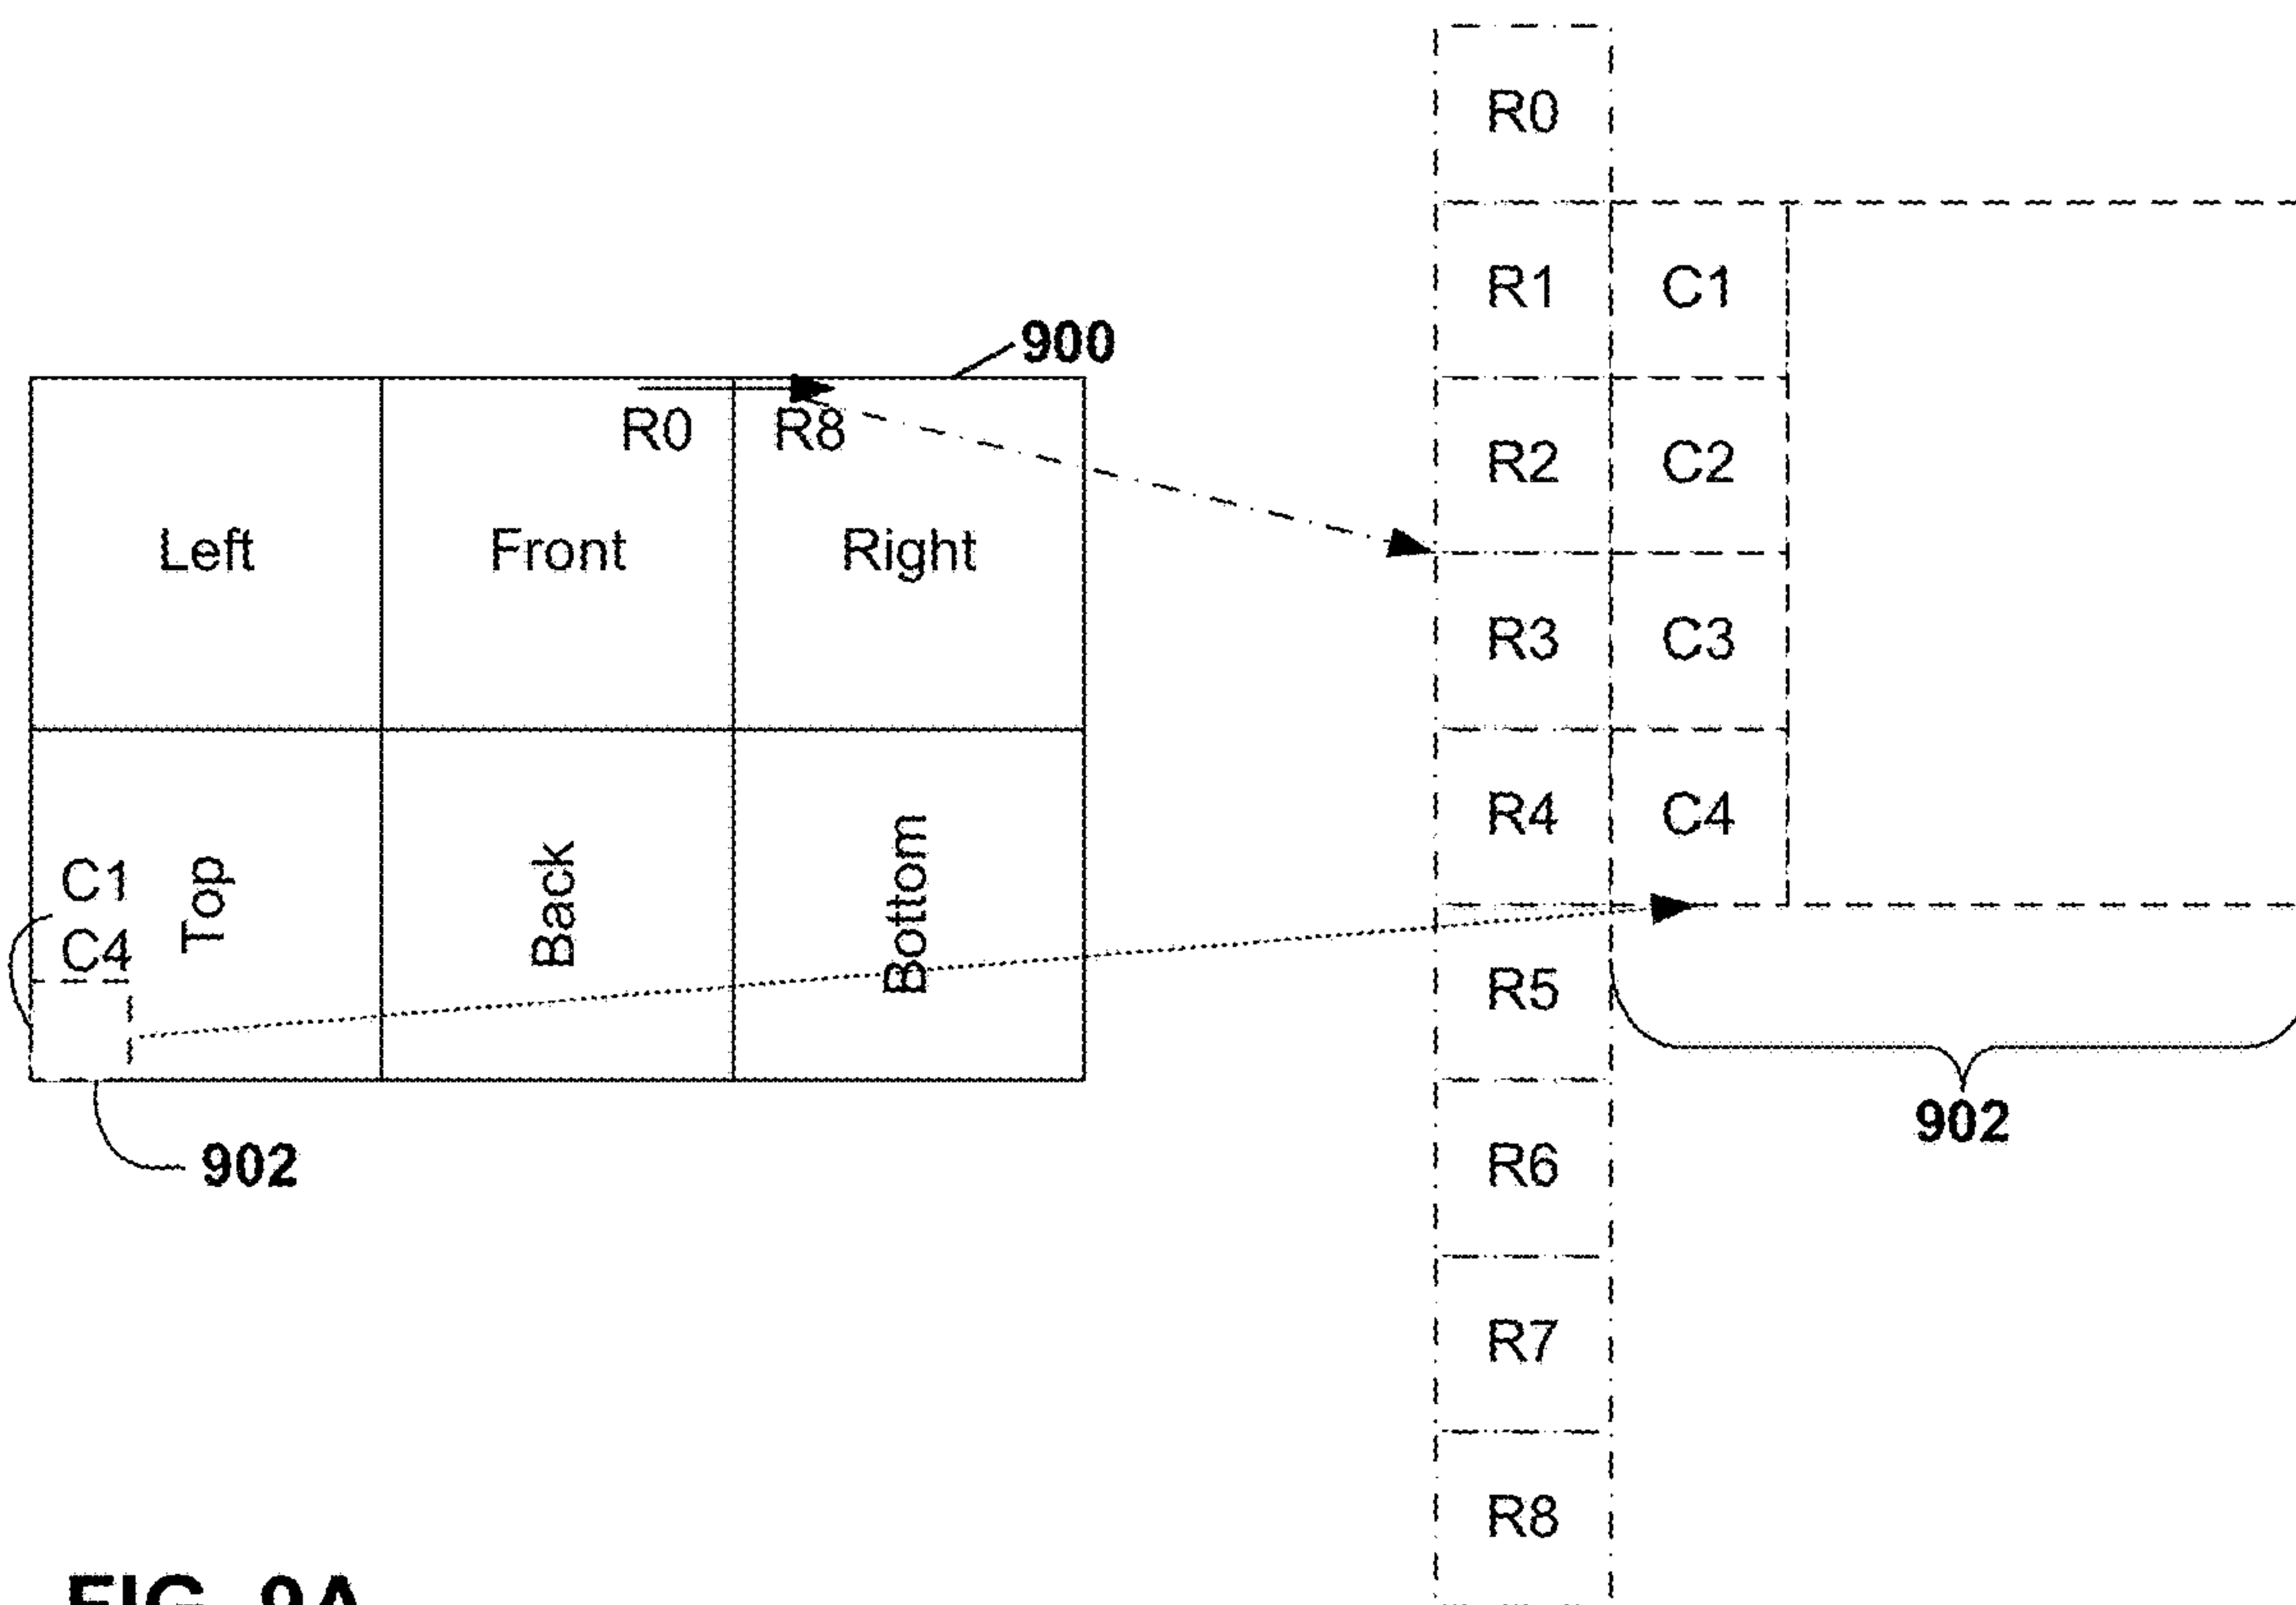 900
R0 R8
Left Front Right
C1
C4
Top Back Bottom
902
R0
R1 C1
R2 C2
R3 C3
R4 C4
R5
R6
R7
R8
902
FIG. 9A